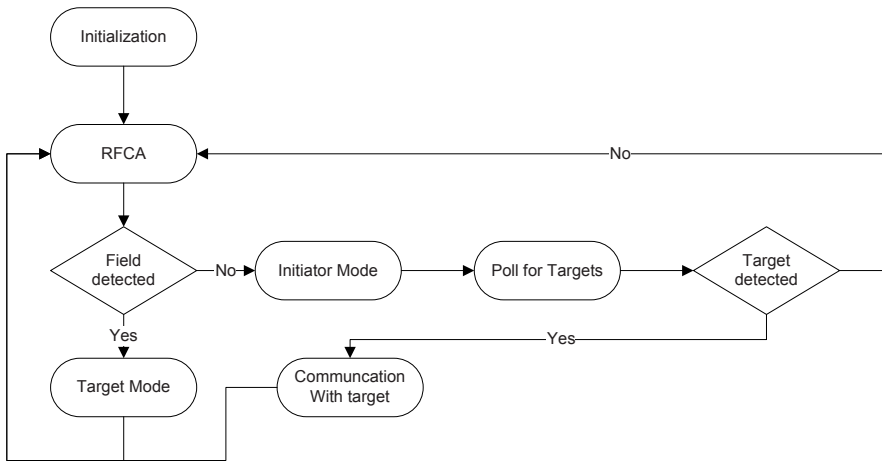 Initialization
RFCA
No
Field
detected
No
Initiator Mode
Poll for Targets
Target
detected
Yes
Yes
Target Mode
Communcation
With target